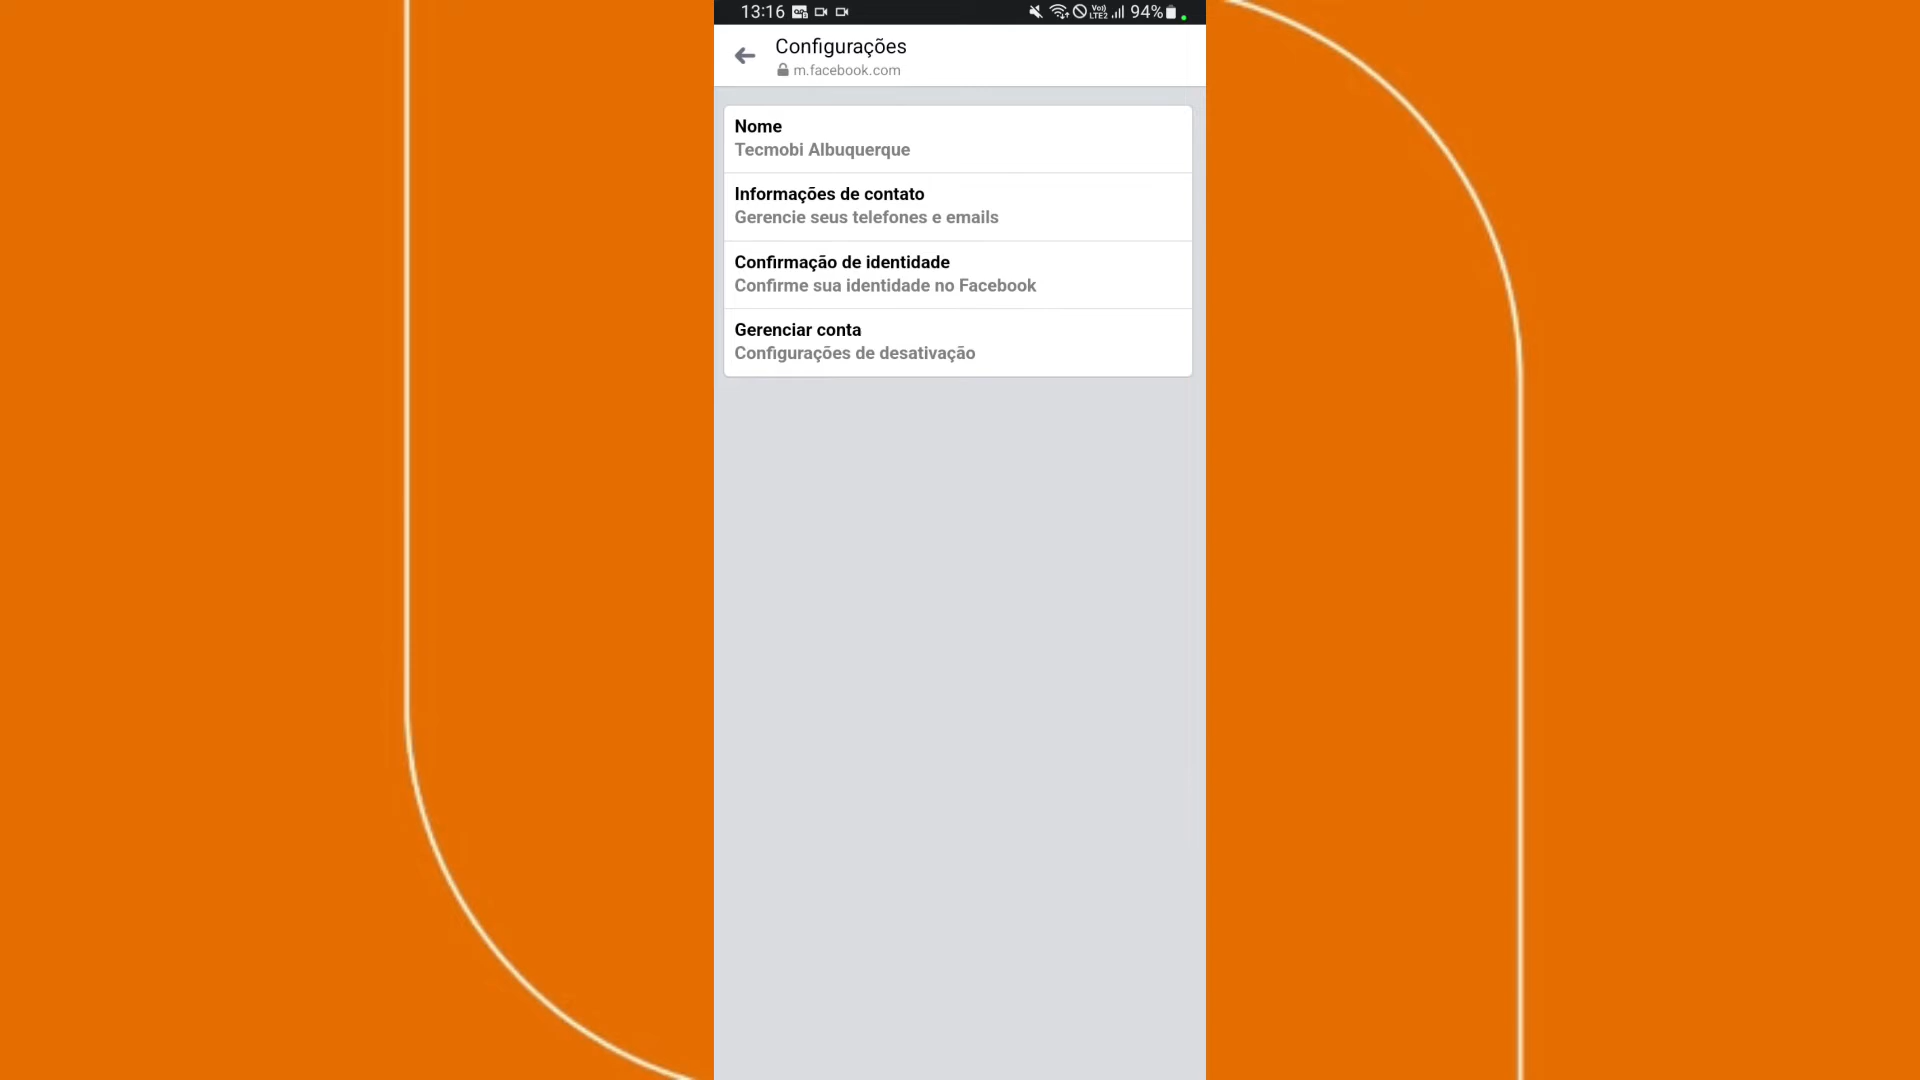 13:16 94%
Configurações
m.facebook.com
Nome
Tecmobi Albuquerque
Informações de contato
Gerencie seus telefones e emails
Confirmação de identidade
Confirme sua identidade no Facebook
Gerenciar conta
Configurações de desativação